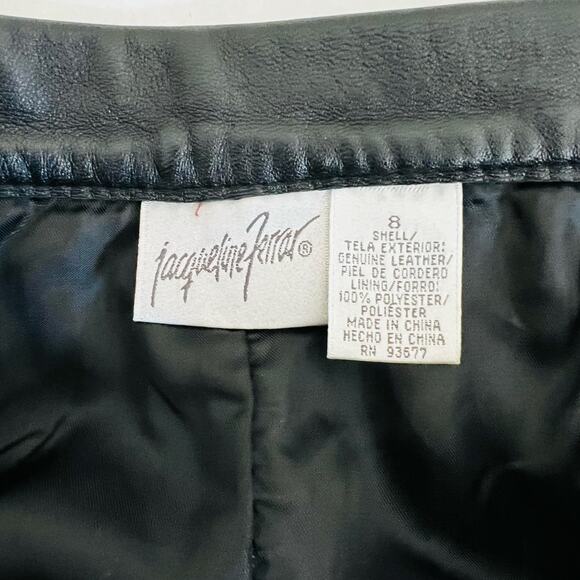 jacqueline Ferrar®
8
SHELL/
TELA EXTERIOR:
GENUINE LEATHER/
PIEL DE CORDERO
LINING/FORRO:
100% POLYESTER/
POLIÉSTER
MADE IN CHINA
HECHO EN CHINA
RN 93677